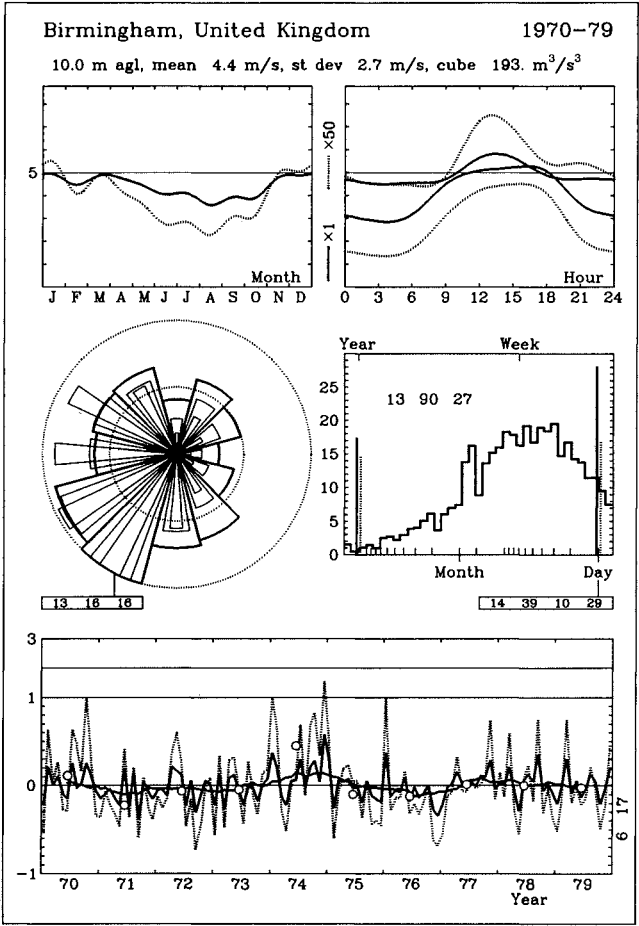 Birmingham, United Kingdom 1970-79
10.0 m agl, mean 4.4 m/s, st dev 2.7 m/s, cube 193. m³/s³
5
×1 ×50
J F M A M J J A S O N D
Month
0 3 6 9 12 15 18 21 24
Hour
Year Week
30
25
20
15
10
5
0
13 90 27
Month Day
13 16 16
14 39 10 29
3
1
0
-1
6 17
70 71 72 73 74 75 76 77 78 79
Year